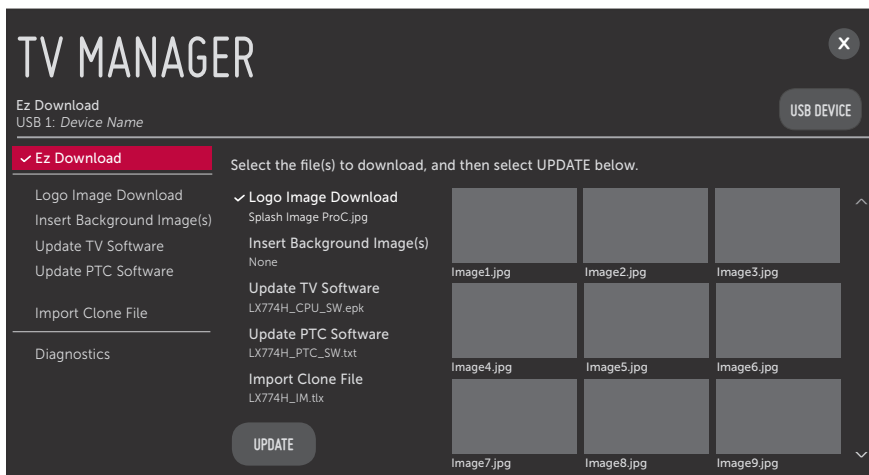 TV MANAGER
X
Ez Download
USB 1: Device Name
USB DEVICE
Ez Download
Logo Image Download
Insert Background Image(s)
Update TV Software
Update PTC Software
Import Clone File
Diagnostics
Select the file(s) to download, and then select UPDATE below.
Logo Image Download
Splash Image ProC.jpg
Insert Background Image(s)
None
Update TV Software
LX774H_CPU_SW.epk
Update PTC Software
LX774H_PTC_SW.txt
Import Clone File
LX774H_IM.tlx
UPDATE
Image1.jpg
Image2.jpg
Image3.jpg
Image4.jpg
Image5.jpg
Image6.jpg
Image7.jpg
Image8.jpg
Image9.jpg